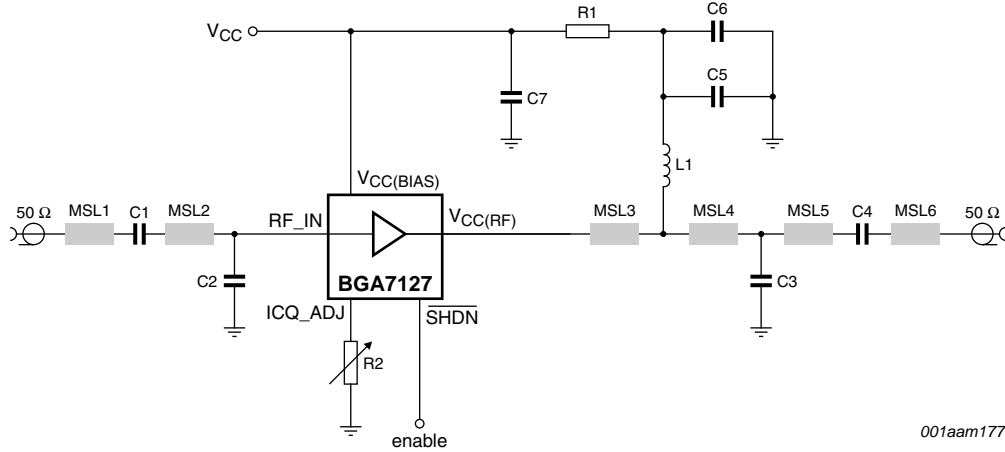 R1
C6
VCC
C5
C7
L1
VCC(BIAS)
50 Ω
MSL1
C1
MSL2
RF_IN
VCC(RF)
MSL3
MSL4
MSL5
C4
MSL6
50 Ω
C2
BGA7127
C3
ICQ_ADJ
SHDN
R2
enable
001aam177